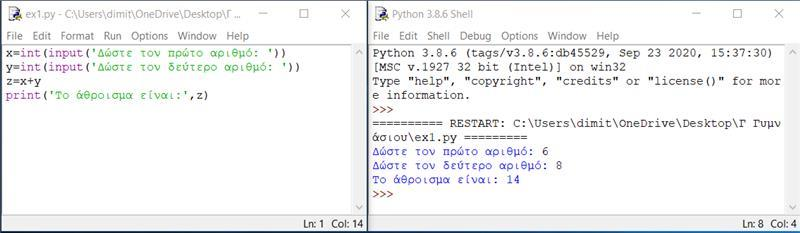 ex1.py - C:\Users\dimit\OneDrive\Desktop\Γ ...
File Edit Format Run Options Window Help
x=int(input('Δώστε τον πρώτο αριθμό: '))
y=int(input('Δώστε τον δεύτερο αριθμό: '))
z=x+y
print('Το άθροισμα είναι:',z)
Ln: 1 Col: 14
Python 3.8.6 Shell
File Edit Shell Debug Options Window Help
Python 3.8.6 (tags/v3.8.6:db45529, Sep 23 2020, 15:37:30)
[MSC v.1927 32 bit (Intel)] on win32
Type "help", "copyright", "credits" or "license()" for mor
e information.
>>>
========== RESTART: C:\Users\dimit\OneDrive\Desktop\Γ Γυμν
άσιου\ex1.py =========
Δώστε τον πρώτο αριθμό: 6
Δώστε τον δεύτερο αριθμό: 8
Το άθροισμα είναι: 14
>>>
Ln: 8 Col: 4